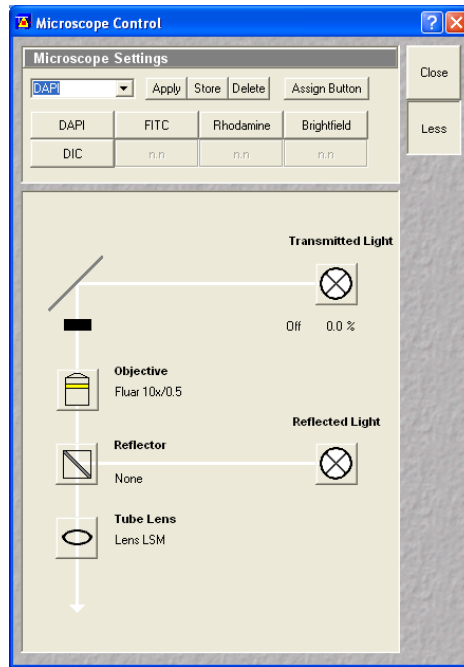 Microscope Control
Microscope Settings
DAPI Apply Store Delete Assign Button
Close
DAPI FITC Rhodamine Brightfield
Less
DIC n.n n.n n.n
Transmitted Light
Off 0.0 %
Objective
Fluar 10x/0.5
Reflected Light
Reflector
None
Tube Lens
Lens LSM